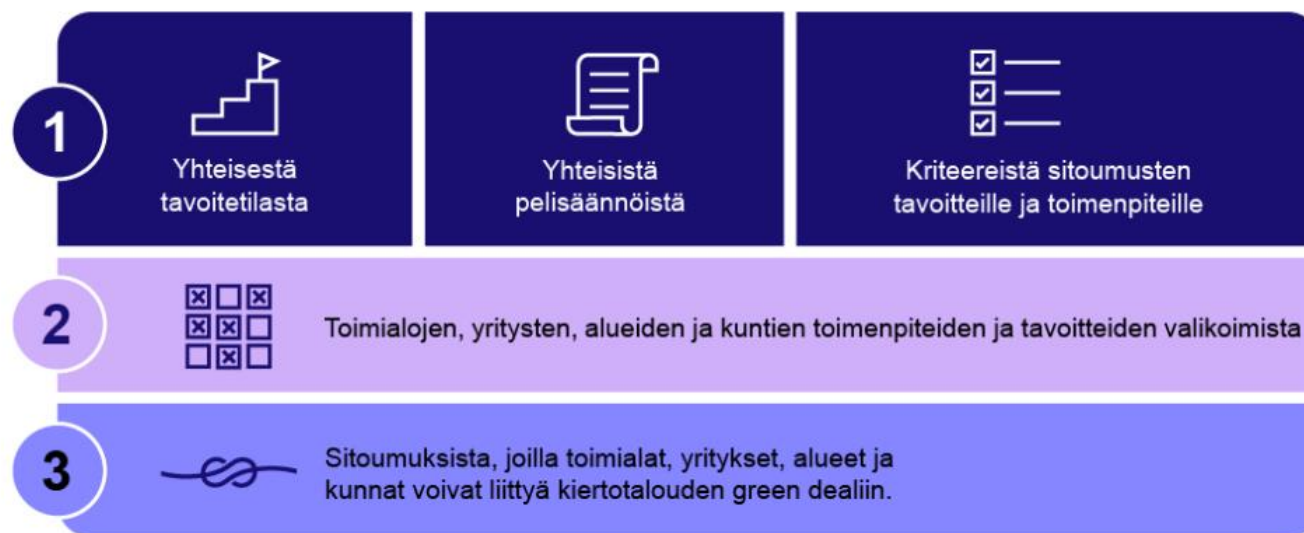 1
Yhteisestä
tavoitetilasta
Yhteisistä
pelisäännöistä
Kriteereistä sitoumusten
tavoitteille ja toimenpiteille
2
Toimialojen, yritysten, alueiden ja kuntien toimenpiteiden ja tavoitteiden valikoimista
3
Sitoumuksista, joilla toimialat, yritykset, alueet ja
kunnat voivat liittyä kiertotalouden green dealiin.